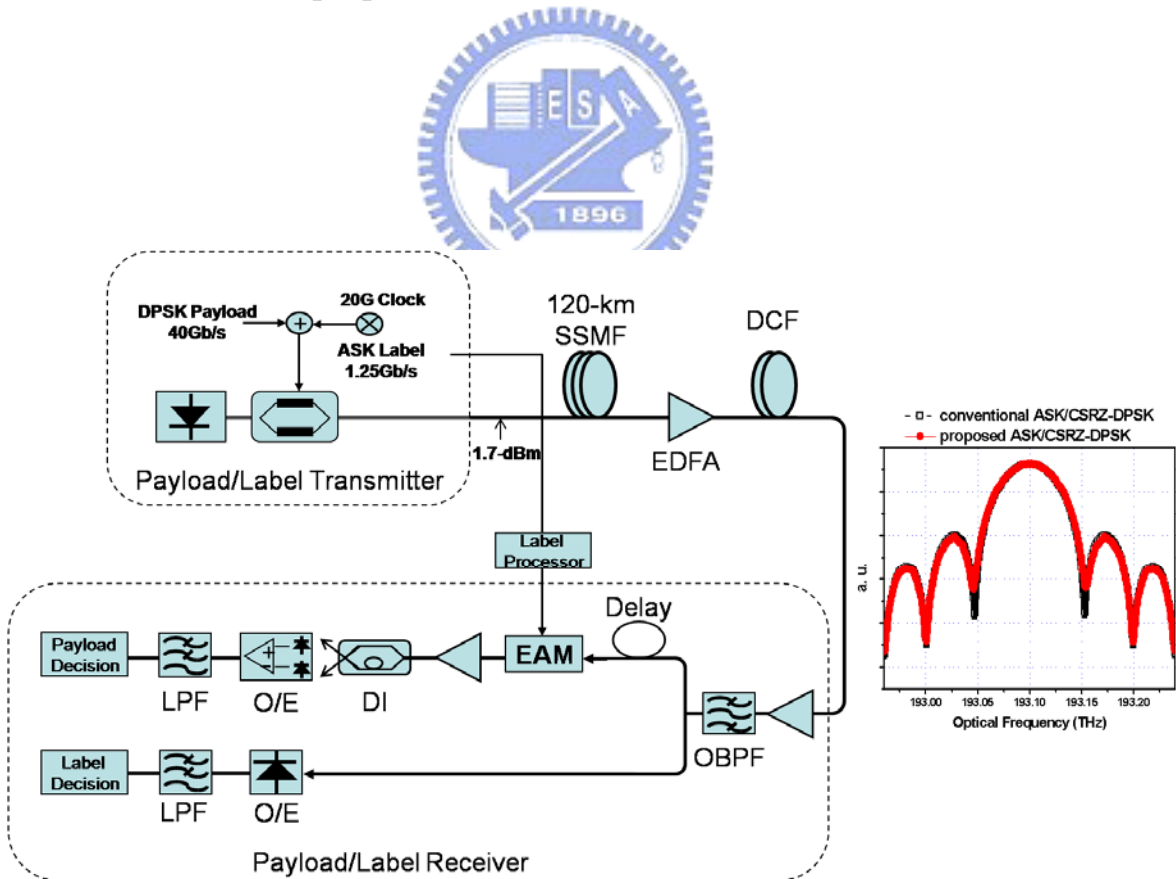 E S A
1896
DPSK Payload
40Gb/s
20G Clock
ASK Label
1.25Gb/s
1.7-dBm
Payload/Label Transmitter
120-km
SSMF
EDFA
DCF
-□- conventional ASK/CSRZ-DPSK
proposed ASK/CSRZ-DPSK
a. u.
193.00 193.05 193.10 193.15 193.20
Optical Frequency (THz)
Label
Processor
Delay
EAM
OBPF
Payload
Decision
LPF
O/E
DI
Label
Decision
LPF
O/E
Payload/Label Receiver